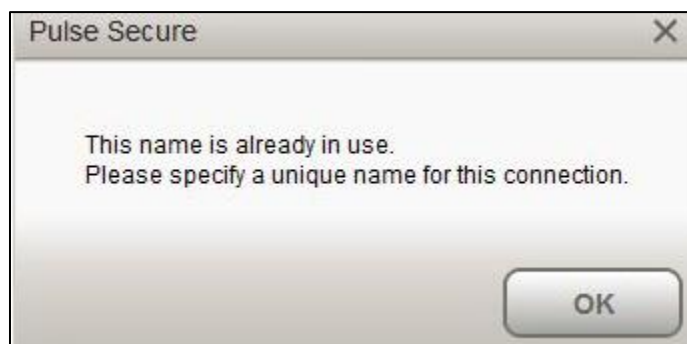 Pulse Secure
This name is already in use.
Please specify a unique name for this connection.
OK